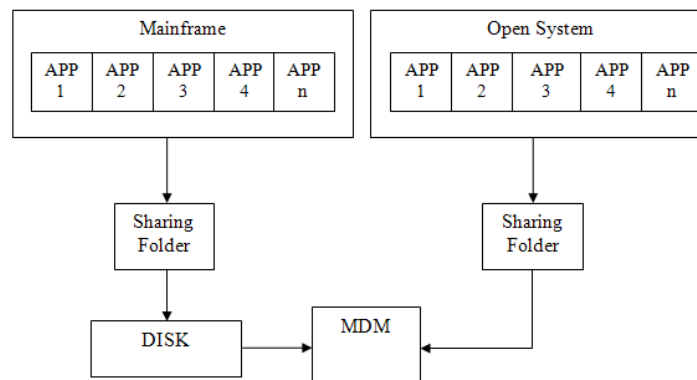 Mainframe
APP 1
APP 2
APP 3
APP 4
APP n
Open System
APP 1
APP 2
APP 3
APP 4
APP n
Sharing
Folder
Sharing
Folder
DISK
MDM